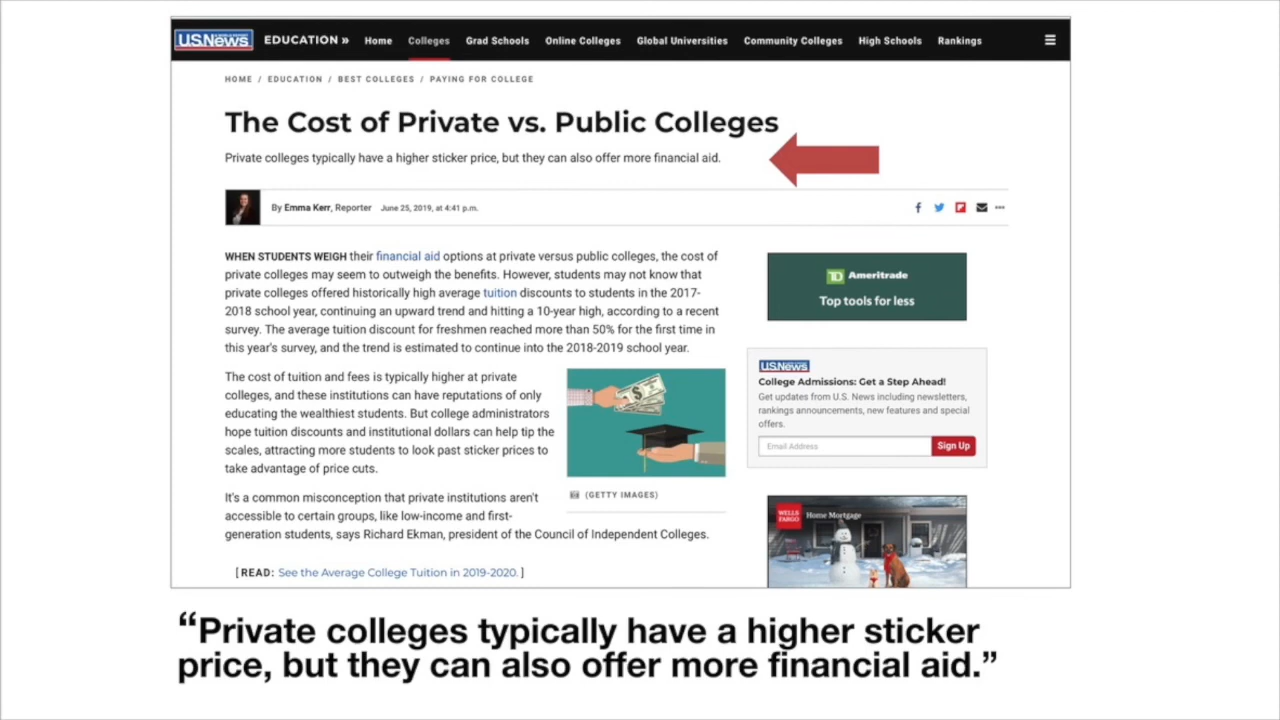 U.S.News EDUCATION » Home Colleges Grad Schools Online Colleges Global Universities Community Colleges High Schools Rankings
HOME / EDUCATION / BEST COLLEGES / PAYING FOR COLLEGE
The Cost of Private vs. Public Colleges
Private colleges typically have a higher sticker price, but they can also offer more financial aid.
By Emma Kerr, Reporter June 25, 2019, at 4:41 p.m.
WHEN STUDENTS WEIGH their financial aid options at private versus public colleges, the cost of
private colleges may seem to outweigh the benefits. However, students may not know that
private colleges offered historically high average tuition discounts to students in the 2017-
2018 school year, continuing an upward trend and hitting a 10-year high, according to a recent
survey. The average tuition discount for freshmen reached more than 50% for the first time in
this year's survey, and the trend is estimated to continue into the 2018-2019 school year.
The cost of tuition and fees is typically higher at private
colleges, and these institutions can have reputations of only
educating the wealthiest students. But college administrators
hope tuition discounts and institutional dollars can help tip the
scales, attracting more students to look past sticker prices to
take advantage of price cuts.
(GETTY IMAGES)
It's a common misconception that private institutions aren't
accessible to certain groups, like low-income and first-
generation students, says Richard Ekman, president of the Council of Independent Colleges.
[ READ: See the Average College Tuition in 2019-2020. ]
TD Ameritrade
Top tools for less
U.S.News
College Admissions: Get a Step Ahead!
Get updates from U.S. News including newsletters,
rankings announcements, new features and special
offers.
Email Address Sign Up
WELLS
FARGO
Home Mortgage
“Private colleges typically have a higher sticker
price, but they can also offer more financial aid.”